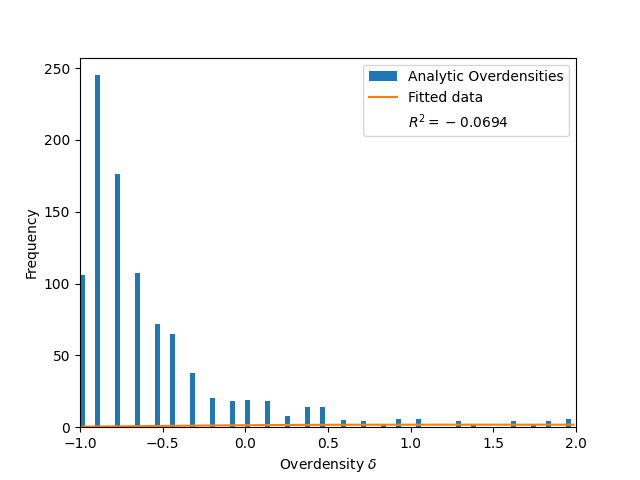 Analytic Overdensities
Fitted data
R² = − 0.0694
Frequency
250
200
150
100
50
0
−1.0 −0.5 0.0 0.5 1.0 1.5 2.0
Overdensity δ